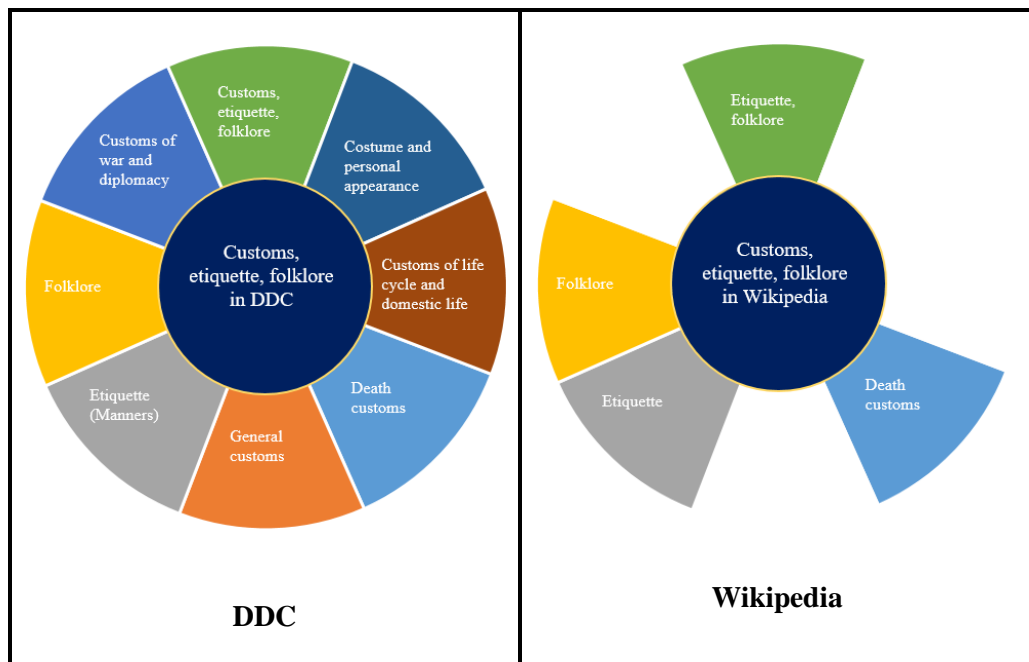 Customs,
etiquette,
folklore
Costume and
personal
appearance
Customs of life
cycle and
domestic life
Death
customs
General
customs
Etiquette
(Manners)
Folklore
Customs of
war and
diplomacy
Customs,
etiquette, folklore
in DDC
DDC
Etiquette,
folklore
Death
customs
Etiquette
Folklore
Customs,
etiquette, folklore
in Wikipedia
Wikipedia